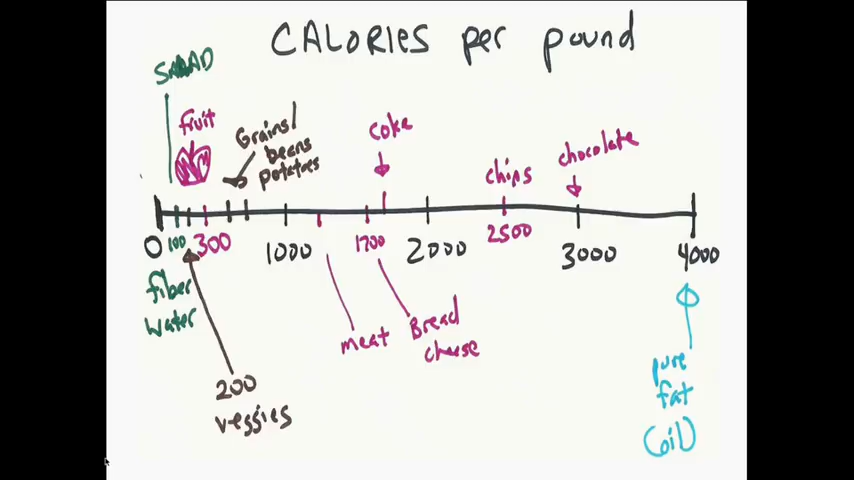 CALORIES per pound
SALAD
fruit
Grains/
beans
potatoes
coke
chips
chocolate
0 100 300 1000 1700 2000 2500 3000 4000
fiber
water
200
veggies
meat
Bread
cheese
pure
fat
(oil)